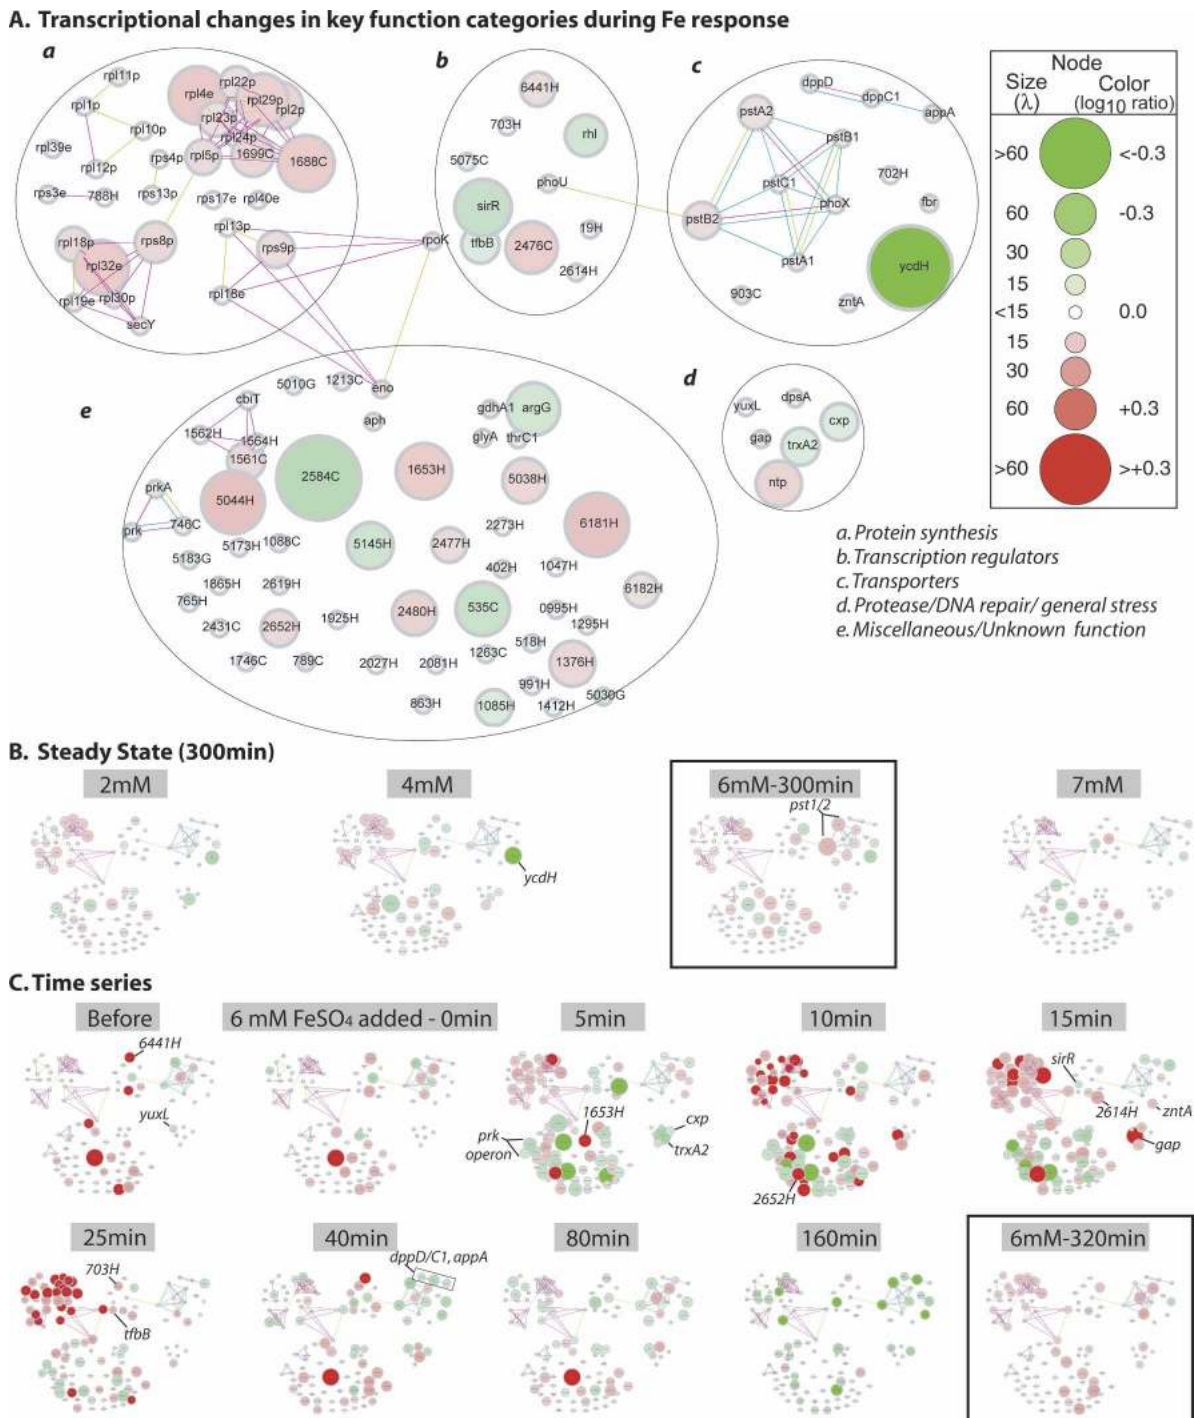 A. Transcriptional changes in key function categories during Fe response
a
rpl11p
rpl1p
rpl10p
rpl39e
rpl12p
rps4p
rps3e
788H
rps13p
rpl4e
rpl22p
rpl29p
rpl2p
rpl23p
rpl24p
rpl5p
1699C
1688C
rps17e
rpl40e
rpl13p
rpl18p
rps8p
rps9p
rpl32e
rpl19e
rpl30p
rpl18e
secY
rpoK
eno
b
6441H
703H
rhl
5075C
phoU
sirR
tfbB
2476C
19H
2614H
c
dppD
dppC1
appA
pstA2
pstB1
pstC1
702H
phoX
fbr
pstB2
pstA1
ycdH
903C
zntA
d
dpsA
yuxL
cxp
gap
trxA2
ntp
e
5010G
1213C
cbiT
aph
gdhA1
argG
glyA
thrC1
1562H
1564H
1561C
2584C
1653H
5038H
5044H
prkA
prk
746C
6181H
5173H
1088C
5145H
2477H
2273H
5183G
402H
1047H
1865H
2619H
6182H
765H
2431C
2652H
1925H
2480H
535C
0995H
1295H
518H
1746C
789C
2027H
2081H
1263C
1376H
991H
863H
1085H
1412H
5030G
Node
Size
(λ)
Color
(log10 ratio)
>60
<-0.3
60
-0.3
30
15
<15
0.0
15
30
60
+0.3
>60
>+0.3
a. Protein synthesis
b. Transcription regulators
c. Transporters
d. Protease/DNA repair/ general stress
e. Miscellaneous/Unknown function
B. Steady State (300min)
2mM
4mM
6mM-300min
7mM
pst1/2
ycdH
C. Time series
Before
6 mM FeSO4 added - 0min
5min
10min
15min
6441H
yuxL
1653H
prk
operon
cxp
trxA2
2652H
sirR
2614H
zntA
gap
25min
40min
80min
160min
6mM-320min
703H
tfbB
dppD/C1, appA